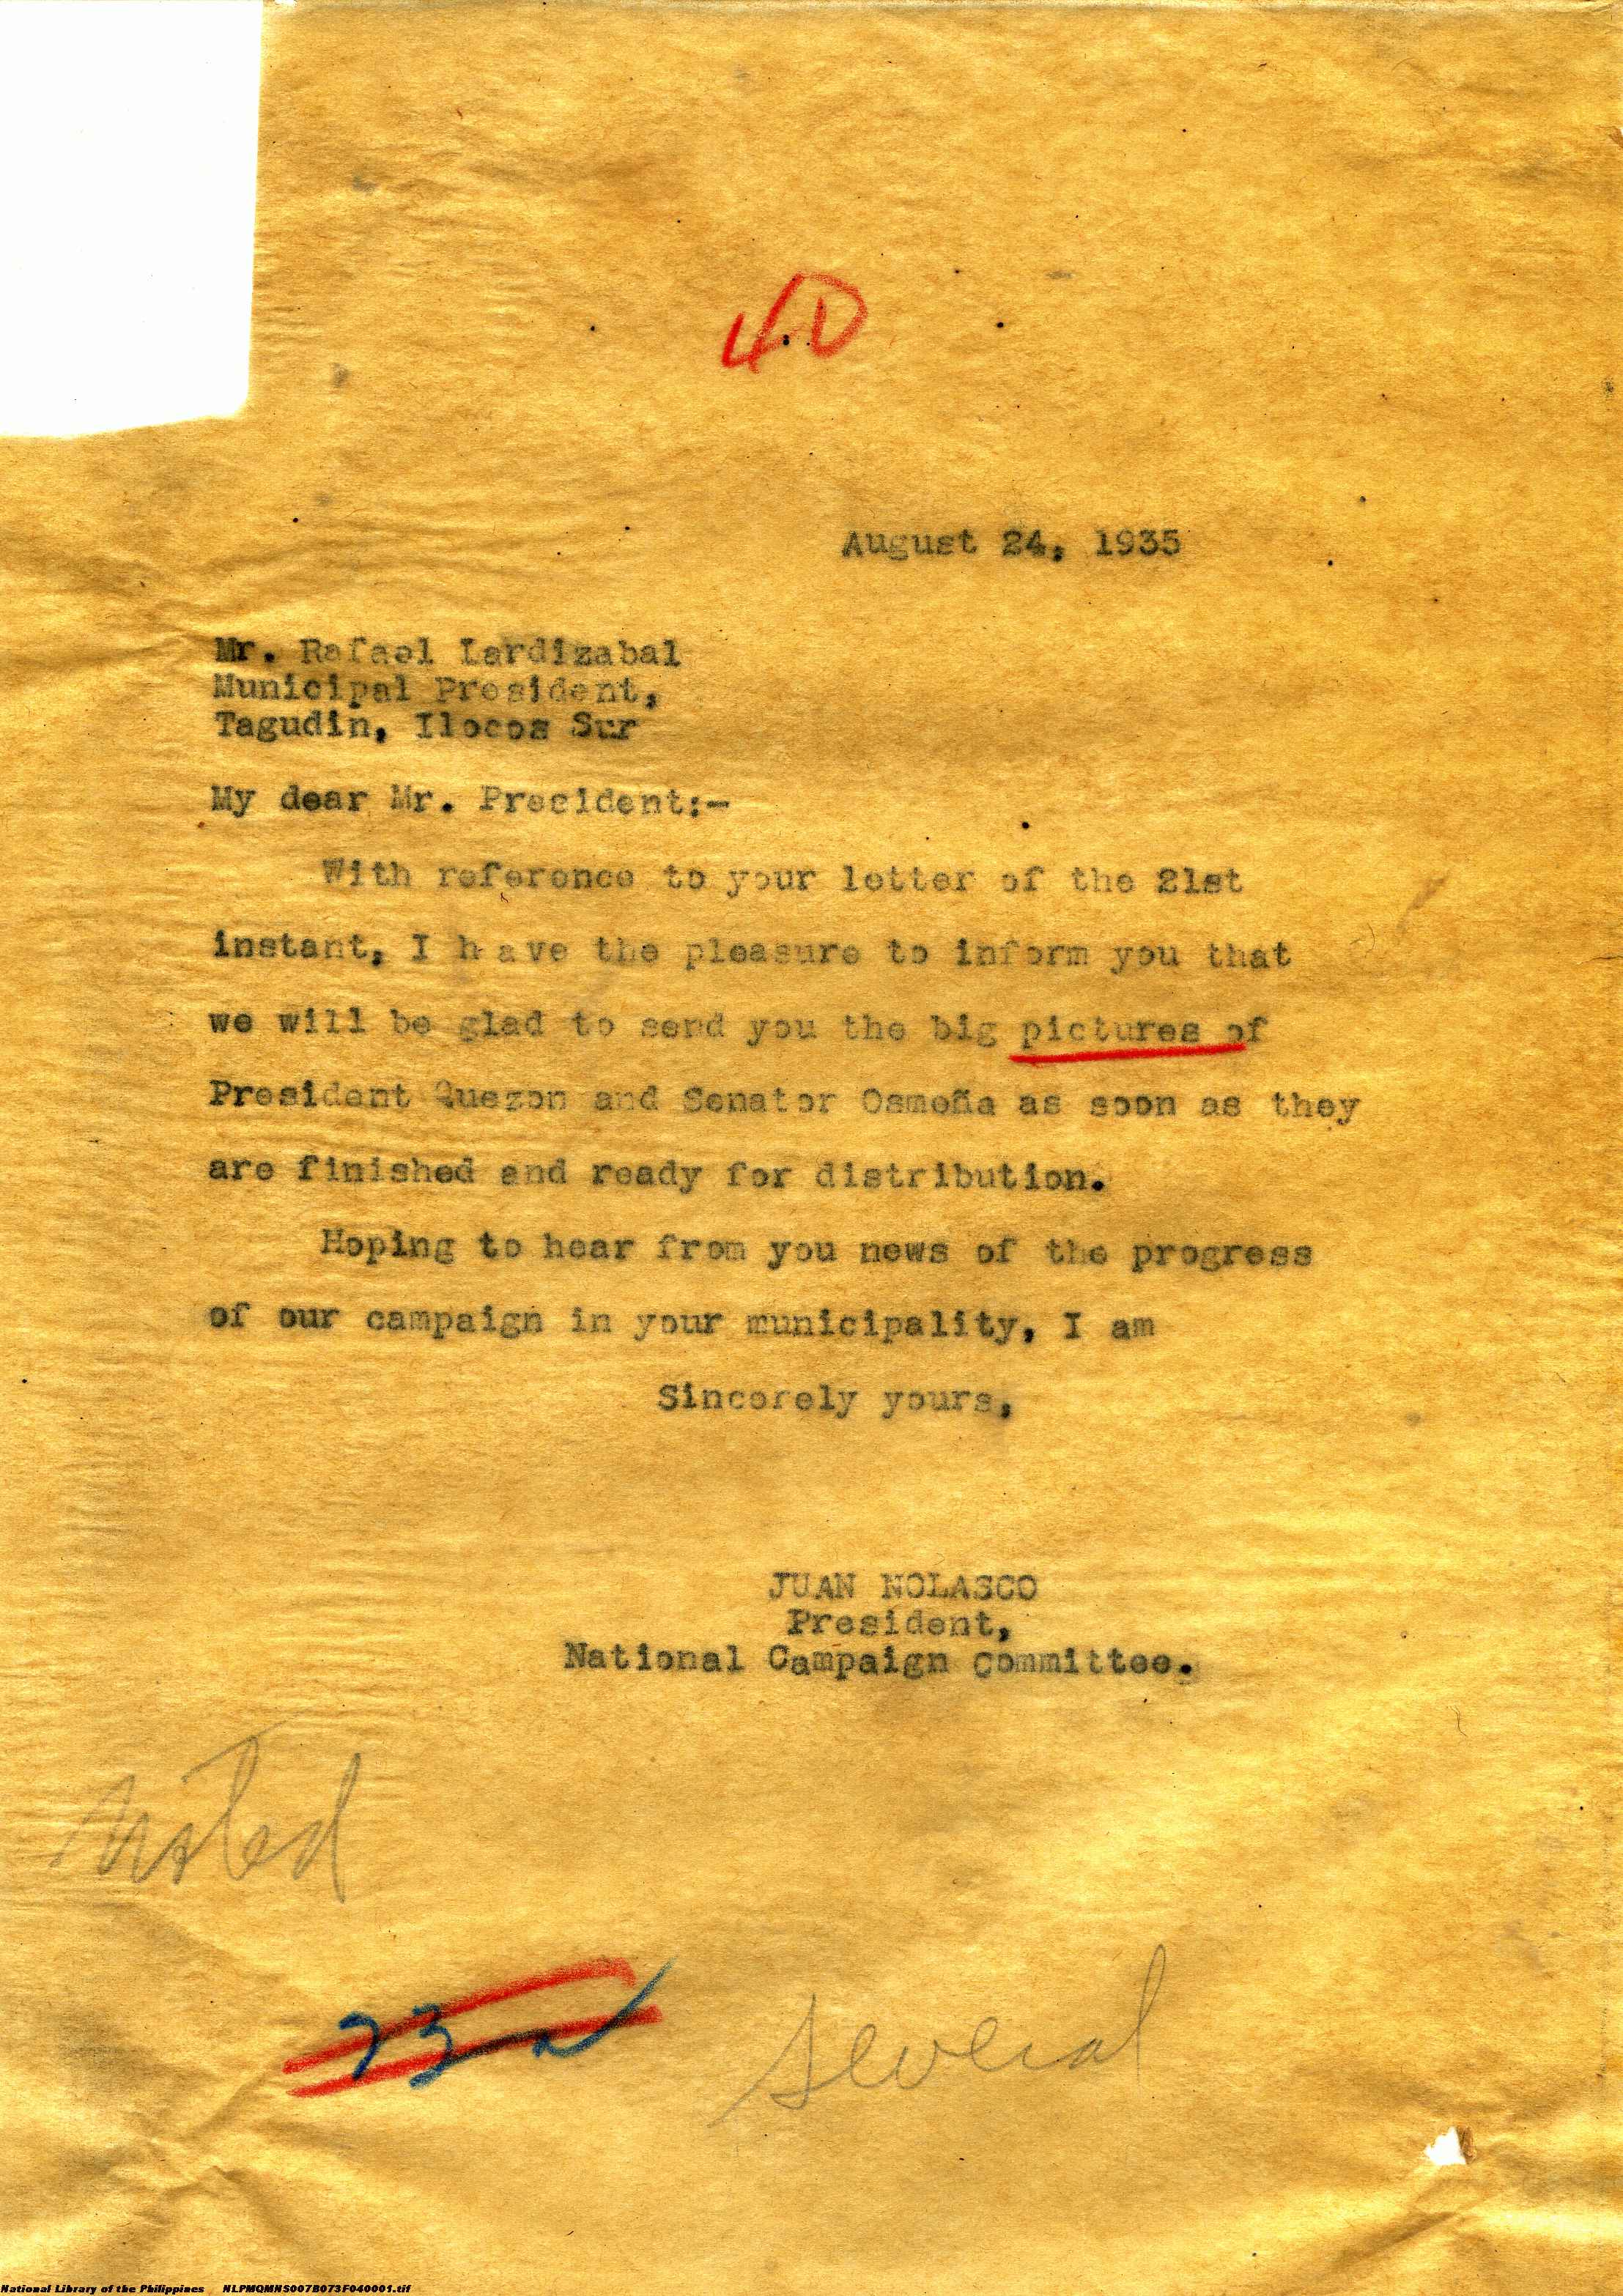 4.D
August 24, 1935
Mr. Rafael Lardizabal
Municipal President,
Tagudin, Ilocos Sur
My dear Mr. President:-
With reference to your letter of the 21st
instant, I h ave the pleasure to inform you that
we will be glad to send you the big pictures of
President Quezon and Senator Osmeña as soon as they
are finished and ready for distribution.
Hoping to hear from you news of the progress
of our campaign in your municipality, I am
Sincerely yours,
JUAN NOLASCO
President,
National Campaign Committee.
Noted
several
National Library of the Philippines NLPMQMNS007B073F040001.tif